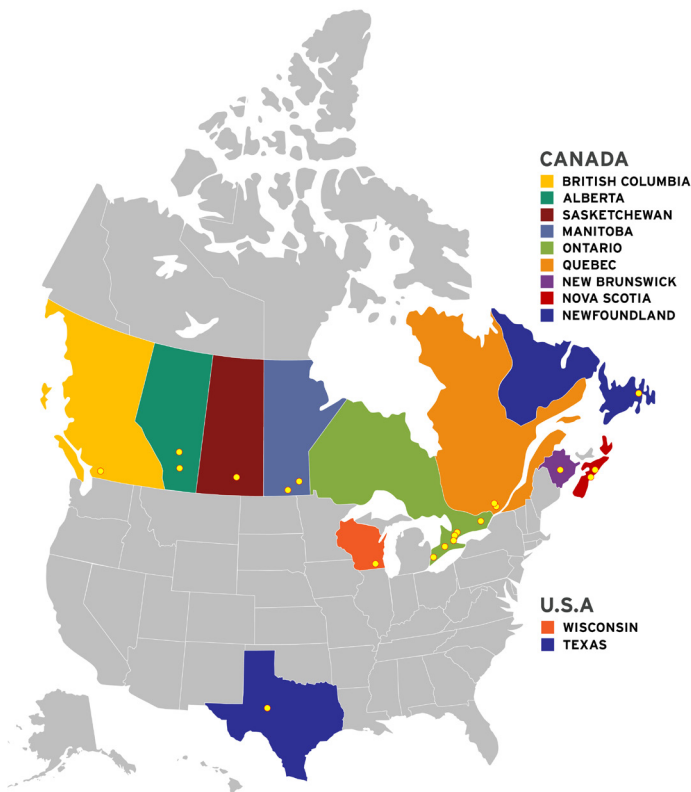 CANADA
BRITISH COLUMBIA
ALBERTA
SASKETCHEWAN
MANITOBA
ONTARIO
QUEBEC
NEW BRUNSWICK
NOVA SCOTIA
NEWFOUNDLAND
U.S.A
WISCONSIN
TEXAS